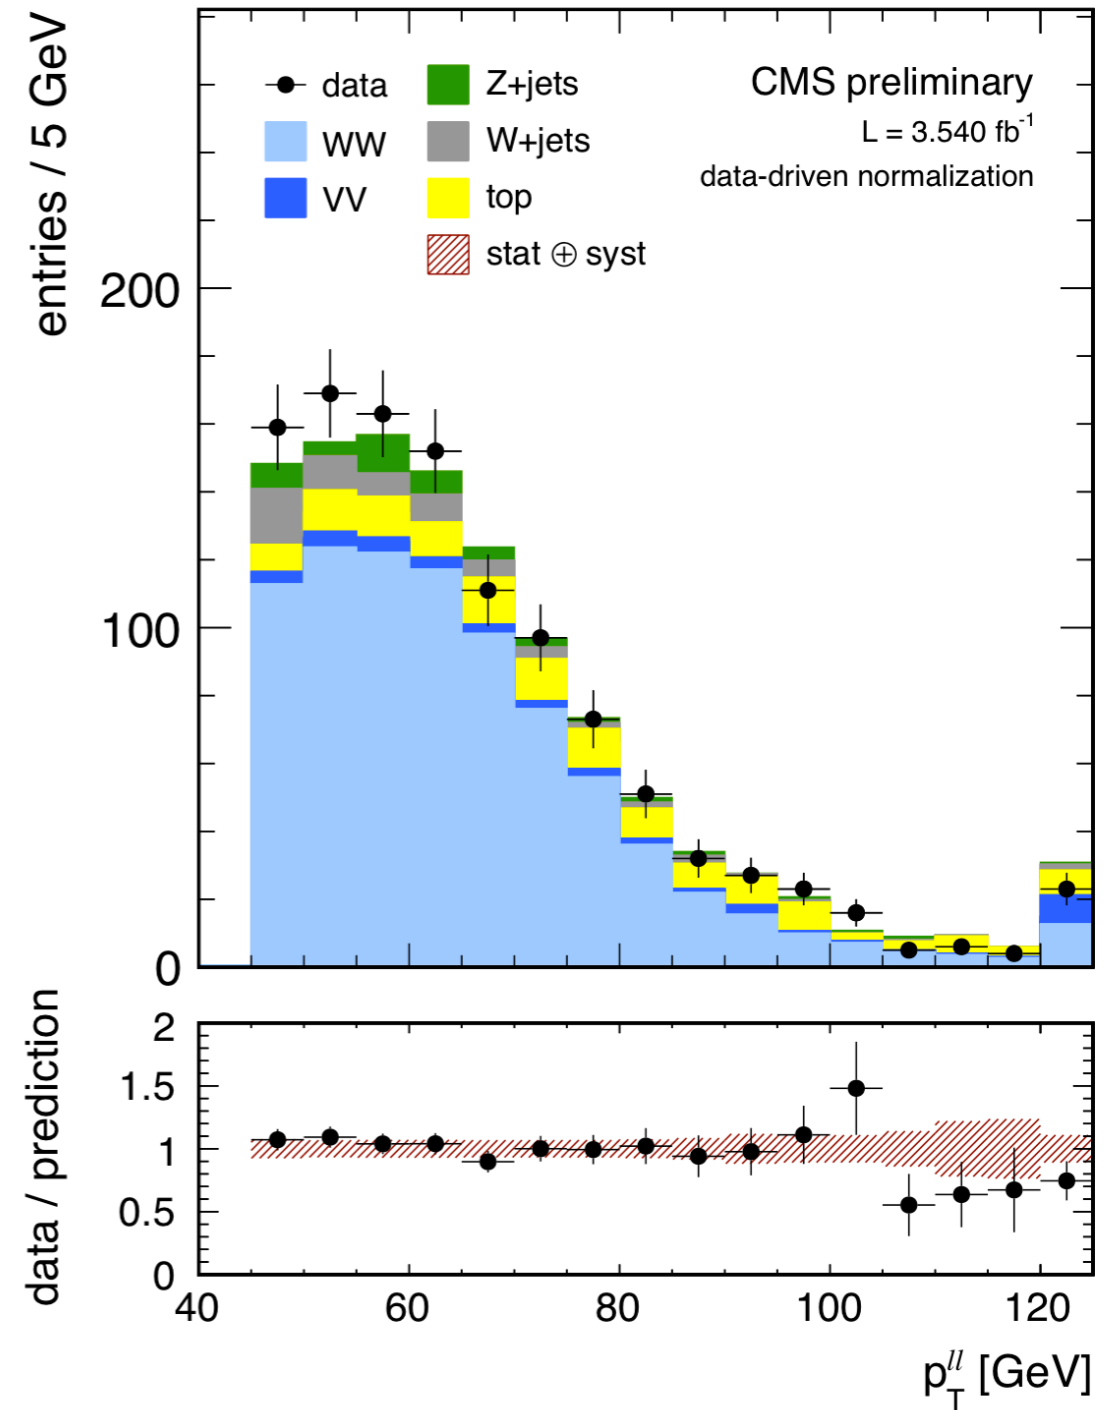 entries / 5 GeV
data
WW
VV
Z+jets
W+jets
top
stat ⊕ syst
CMS preliminary
L = 3.540 fb⁻¹
data-driven normalization
200
100
0
data / prediction
2
1.5
1
0.5
0
40 60 80 100 120
p_T^{ll} [GeV]